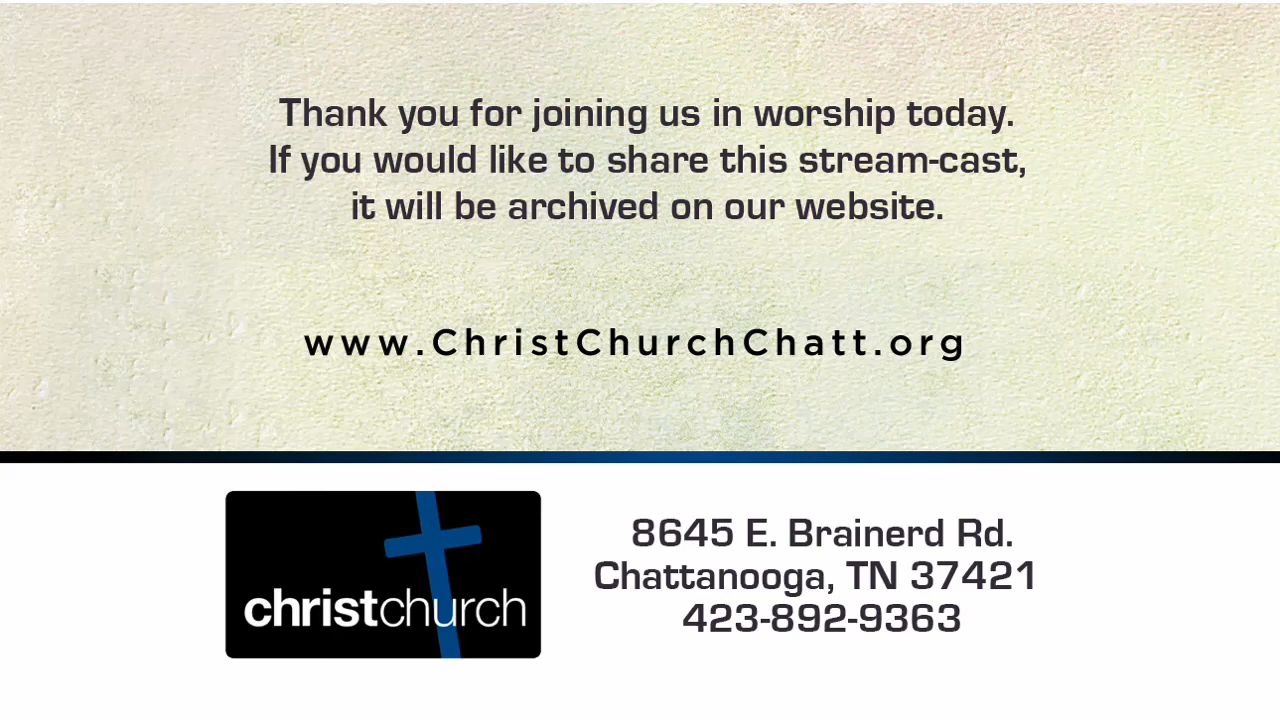 Thank you for joining us in worship today.
If you would like to share this stream-cast,
it will be archived on our website.
www.ChristChurchChatt.org
christchurch
8645 E. Brainerd Rd.
Chattanooga, TN 37421
423-892-9363